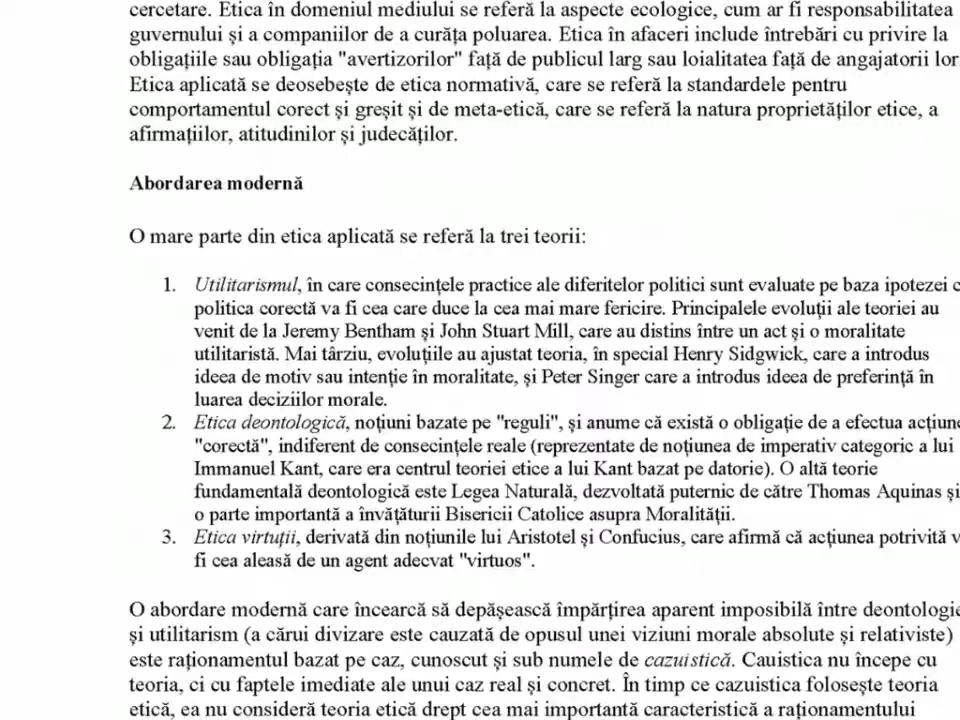 cercetare. Etica în domeniul mediului se referă la aspecte ecologice, cum ar fi responsabilitatea
guvernului și a companiilor de a curăța poluarea. Etica în afaceri include întrebări cu privire la
obligațiile sau obligația "avertizorilor" față de publicul larg sau loialitatea față de angajatorii lor
Etica aplicată se deosebește de etica normativă, care se referă la standardele pentru
comportamentul corect și greșit și de meta-etică, care se referă la natura proprietăților etice, a
afirmațiilor, atitudinilor și judecăților.
Abordarea modernă
O mare parte din etica aplicată se referă la trei teorii:
1. Utilitarismul, în care consecințele practice ale diferitelor politici sunt evaluate pe baza ipotezei c
politica corectă va fi cea care duce la cea mai mare fericire. Principalele evoluții ale teoriei au
venit de la Jeremy Bentham și John Stuart Mill, care au distins între un act și o moralitate
utilitaristă. Mai târziu, evoluțiile au ajustat teoria, în special Henry Sidgwick, care a introdus
ideea de motiv sau intenție în moralitate, și Peter Singer care a introdus ideea de preferință în
luarea deciziilor morale.
2. Etica deontologică, noțiuni bazate pe "reguli", și anume că există o obligație de a efectua acțiune
"corectă", indiferent de consecințele reale (reprezentate de noțiunea de imperativ categoric a lui
Immanuel Kant, care era centrul teoriei etice a lui Kant bazat pe datorie). O altă teorie
fundamentală deontologică este Legea Naturală, dezvoltată puternic de către Thomas Aquinas și
o parte importantă a învățăturii Bisericii Catolice asupra Moralității.
3. Etica virtuții, derivată din noțiunile lui Aristotel și Confucius, care afirmă că acțiunea potrivită v
fi cea aleasă de un agent adecvat "virtuos".
O abordare modernă care încearcă să depășească împărțirea aparent imposibilă între deontologie
și utilitarism (a cărui divizare este cauzată de opusul unei viziuni morale absolute și relativiste)
este raționamentul bazat pe caz, cunoscut și sub numele de cazuistică. Cauistica nu începe cu
teoria, ci cu faptele imediate ale unui caz real și concret. În timp ce cazuistica folosește teoria
etică, ea nu consideră teoria etică drept cea mai importantă caracteristică a raționamentului